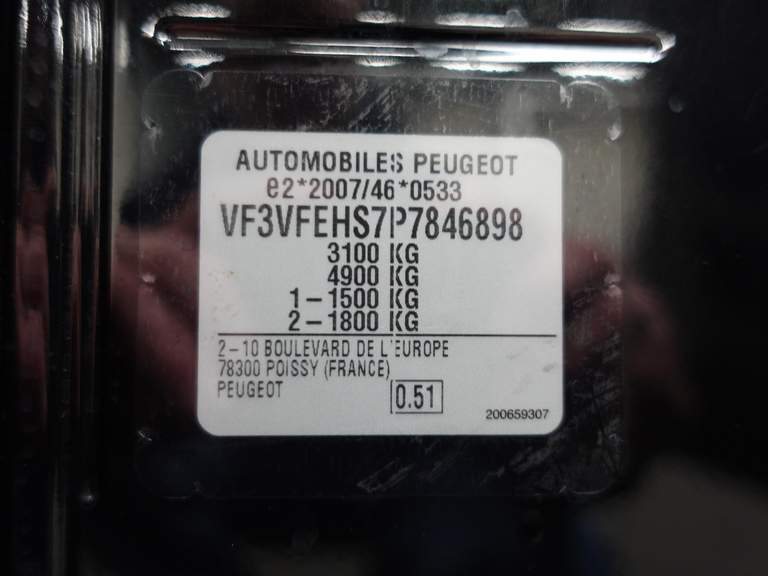 AUTOMOBILES PEUGEOT
e2*2007/46*0533
VF3VFEHS7P7846898
3100 KG
4900 KG
1-1500 KG
2-1800 KG
2-10 BOULEVARD DE L'EUROPE
78300 POISSY (FRANCE)
PEUGEOT
0.51
200659307